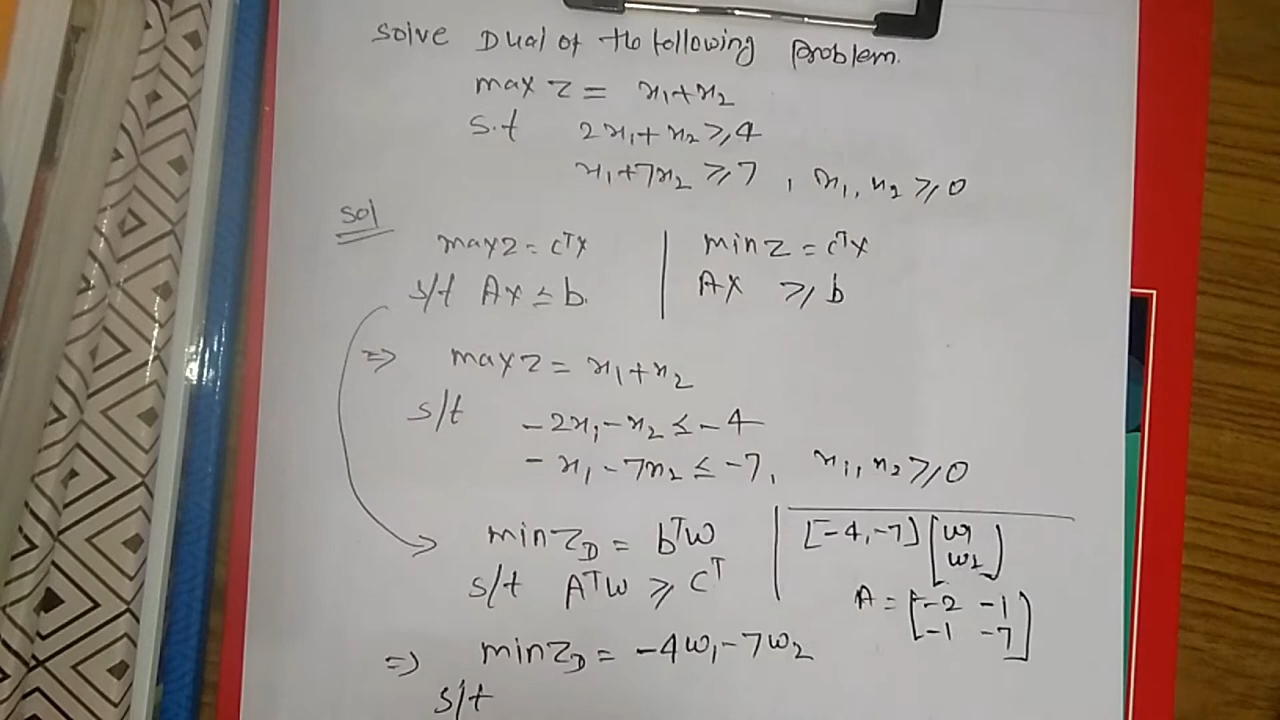 Solve Dual of the following problem.
max z = x₁+x₂
s.t 2x₁+x₂ ≥ 4
x₁+7x₂ ≥ 7, x₁, x₂ ≥ 0
Sol
max z = cᵀx | min z = cᵀx
s/t Ax ≤ b. | Ax ≥ b
⇒ max z = x₁+x₂
s/t -2x₁-x₂ ≤ -4
-x₁-7x₂ ≤ -7, x₁, x₂ ≥ 0
min Z_D = bᵀw | [-4,-7] [w₁ w₂]
s/t Aᵀw ≥ cᵀ
A = [-2 -1
-1 -7]
⇒ min Z_D = -4w₁-7w₂
s/t